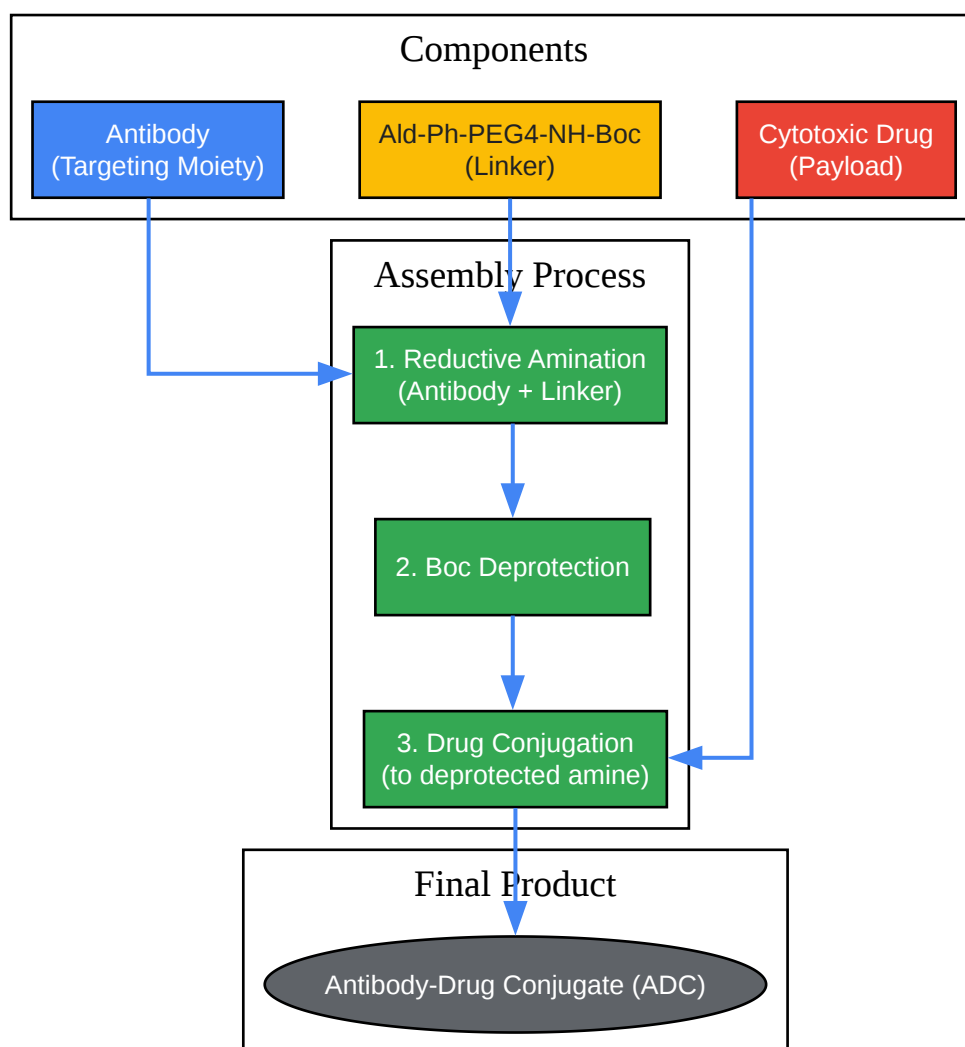 Components
Antibody
(Targeting Moiety)
Ald-Ph-PEG4-NH-Boc
(Linker)
Cytotoxic Drug
(Payload)
Assembly Process
1. Reductive Amination
(Antibody + Linker)
2. Boc Deprotection
3. Drug Conjugation
(to deprotected amine)
Final Product
Antibody-Drug Conjugate (ADC)